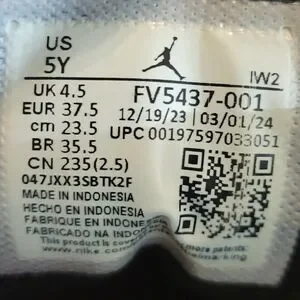 US
5Y
IW2
UK 4.5
EUR 37.5
cm 23.5
BR 35.5
CN 235(2.5)
FV5437-001
12/19/23 | 03/01/24
UPC 00197597033051
047JXX3SBTK2F
MADE IN INDONESIA
HECHO EN INDONESIA
FABRIQUE EN INDONESIE
FABRICADO NA INDONESIA